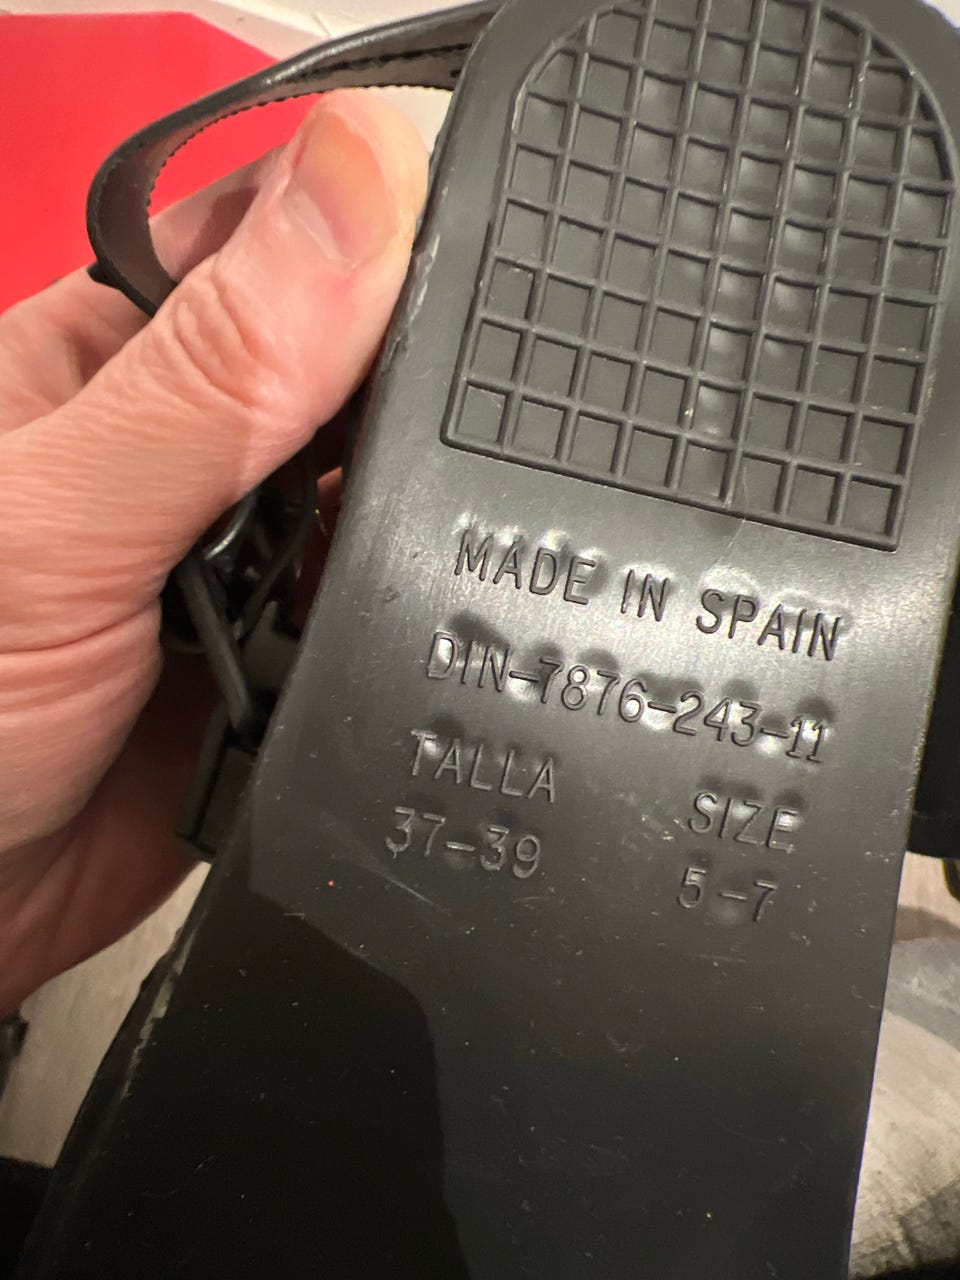 MADE IN SPAIN
DIN-7876-243-11
TALLA SIZE
37-39 5-7